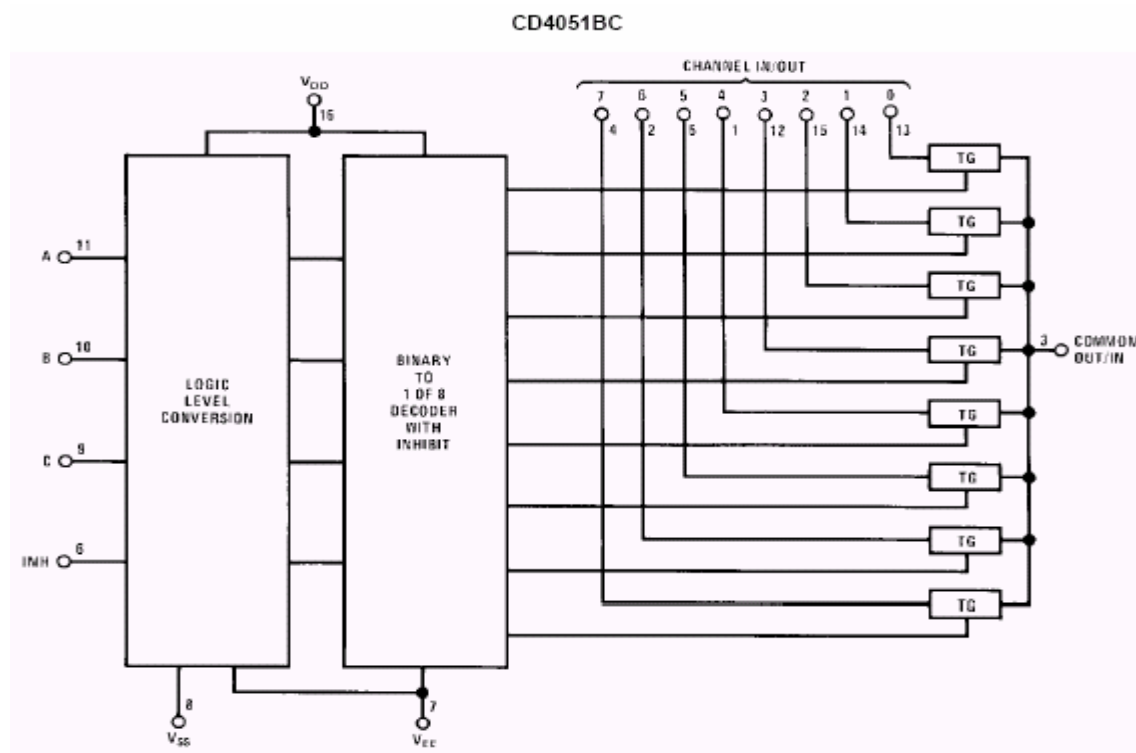 CD4051BC
CHANNEL IN/OUT
VDD
7 6 5 4 3 2 1 0
16
4 2 5 1 12 15 14 13
TG
TG
A 11
TG
B 10
BINARY
TO
1 OF 8
DECODER
WITH
INHIBIT
LOGIC
LEVEL
CONVERSION
TG
3 COMMON
OUT/IN
TG
C 9
TG
INH 6
TG
TG
8
VSS
7
VEE